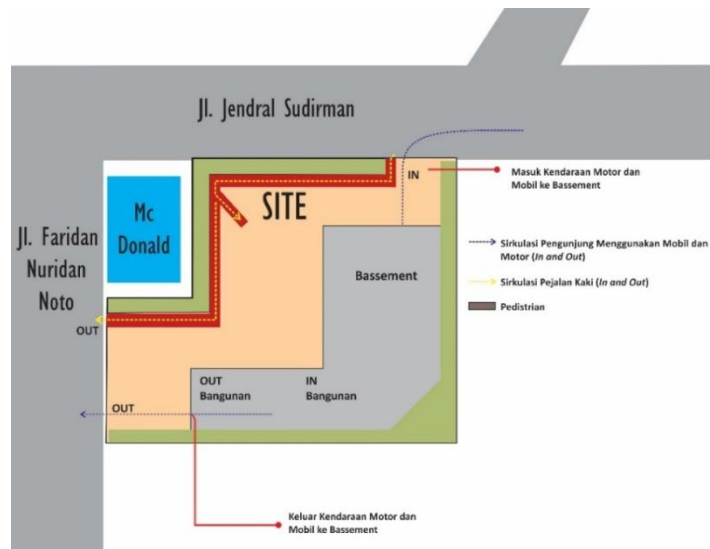 Jl. Jendral Sudirman
Mc
Donald
Jl. Faridan
Nuridan
Noto
SITE
IN
Masuk Kendaraan Motor dan
Mobil ke Bassement
Sirkulasi Pengunjung Menggunakan Mobil dan
Motor (In and Out)
Sirkulasi Pejalan Kaki (In and Out)
Pedistrian
Bassement
OUT
OUT
Bangunan
IN
Bangunan
OUT
Keluar Kendaraan Motor dan
Mobil ke Bassement